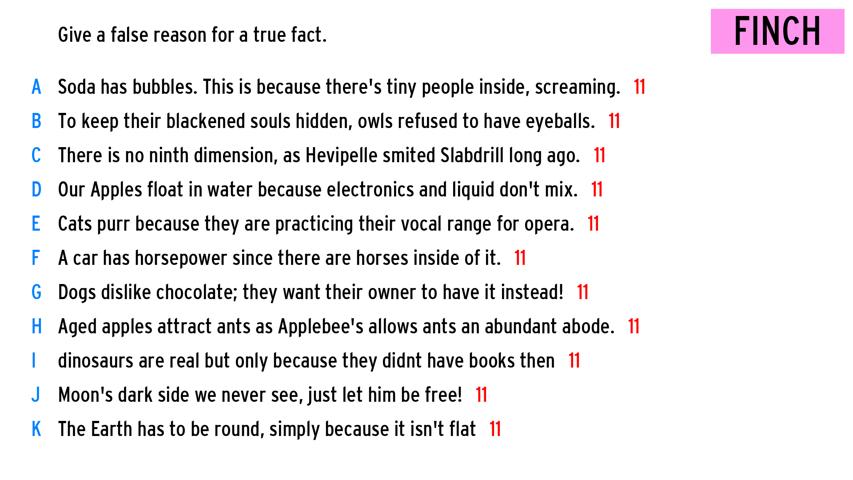 Give a false reason for a true fact.
FINCH
A Soda has bubbles. This is because there's tiny people inside, screaming. 11
B To keep their blackened souls hidden, owls refused to have eyeballs. 11
C There is no ninth dimension, as Hevipelle smited Slabdrill long ago. 11
D Our Apples float in water because electronics and liquid don't mix. 11
E Cats purr because they are practicing their vocal range for opera. 11
F A car has horsepower since there are horses inside of it. 11
G Dogs dislike chocolate; they want their owner to have it instead! 11
H Aged apples attract ants as Applebee's allows ants an abundant abode. 11
I dinosaurs are real but only because they didnt have books then 11
J Moon's dark side we never see, just let him be free! 11
K The Earth has to be round, simply because it isn't flat 11